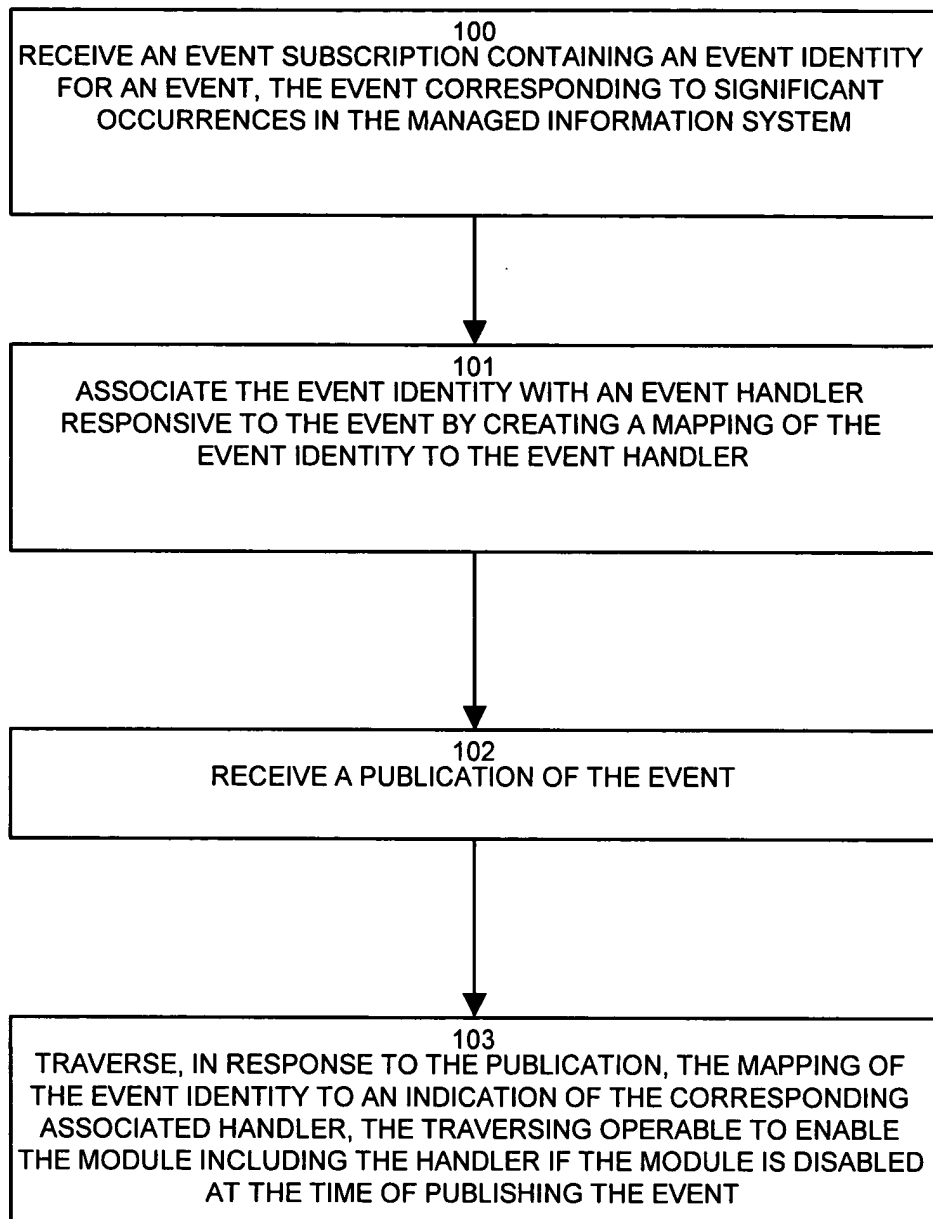 100
RECEIVE AN EVENT SUBSCRIPTION CONTAINING AN EVENT IDENTITY
FOR AN EVENT, THE EVENT CORRESPONDING TO SIGNIFICANT
OCCURRENCES IN THE MANAGED INFORMATION SYSTEM
101
ASSOCIATE THE EVENT IDENTITY WITH AN EVENT HANDLER
RESPONSIVE TO THE EVENT BY CREATING A MAPPING OF THE
EVENT IDENTITY TO THE EVENT HANDLER
102
RECEIVE A PUBLICATION OF THE EVENT
103
TRAVERSE, IN RESPONSE TO THE PUBLICATION, THE MAPPING OF
THE EVENT IDENTITY TO AN INDICATION OF THE CORRESPONDING
ASSOCIATED HANDLER, THE TRAVERSING OPERABLE TO ENABLE
THE MODULE INCLUDING THE HANDLER IF THE MODULE IS DISABLED
AT THE TIME OF PUBLISHING THE EVENT